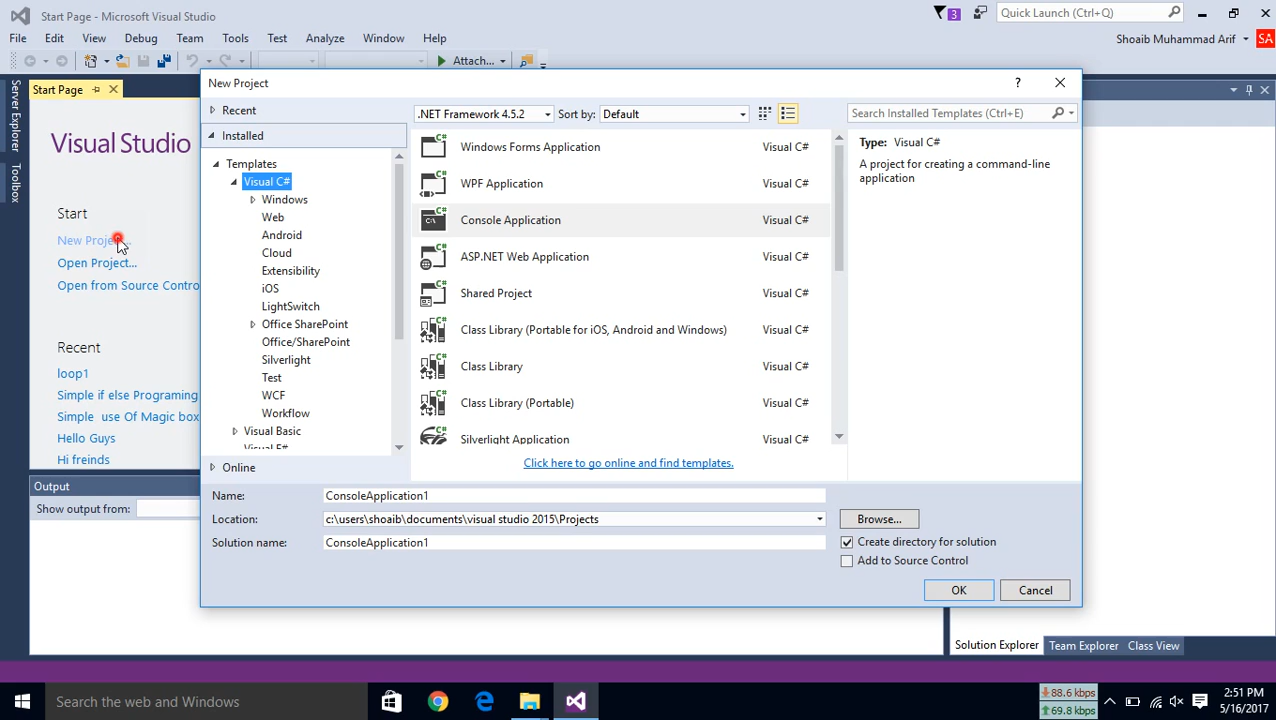 Start Page - Microsoft Visual Studio
3
Quick Launch (Ctrl+Q)
File Edit View Debug Team Tools Test Analyze Window Help
Shoaib Muhammad Arif
SA
Attach...
Server Explorer
Toolbox
Start Page
Visual Studio
Start
New Proje
Open Project...
Open from Source Contro
Recent
loop1
Simple if else Programing
Simple use Of Magic box
Hello Guys
Hi freinds
Output
Show output from:
New Project
?
Recent
Installed
.NET Framework 4.5.2
Sort by: Default
Search Installed Templates (Ctrl+E)
Templates
Visual C#
Windows
Web
Android
Cloud
Extensibility
iOS
LightSwitch
Office SharePoint
Office/SharePoint
Silverlight
Test
WCF
Workflow
Visual Basic
Online
Windows Forms Application Visual C#
WPF Application Visual C#
Console Application Visual C#
ASP.NET Web Application Visual C#
Shared Project Visual C#
Class Library (Portable for iOS, Android and Windows) Visual C#
Class Library Visual C#
Class Library (Portable) Visual C#
Silverlight Application Visual C#
Click here to go online and find templates.
Type: Visual C#
A project for creating a command-line
application
Name: ConsoleApplication1
Location: c:\users\shoaib\documents\visual studio 2015\Projects
Browse...
Solution name: ConsoleApplication1
Create directory for solution
Add to Source Control
OK Cancel
Solution Explorer Team Explorer Class View
Search the web and Windows
88.6 kbps
69.8 kbps
2:51 PM
5/16/2017